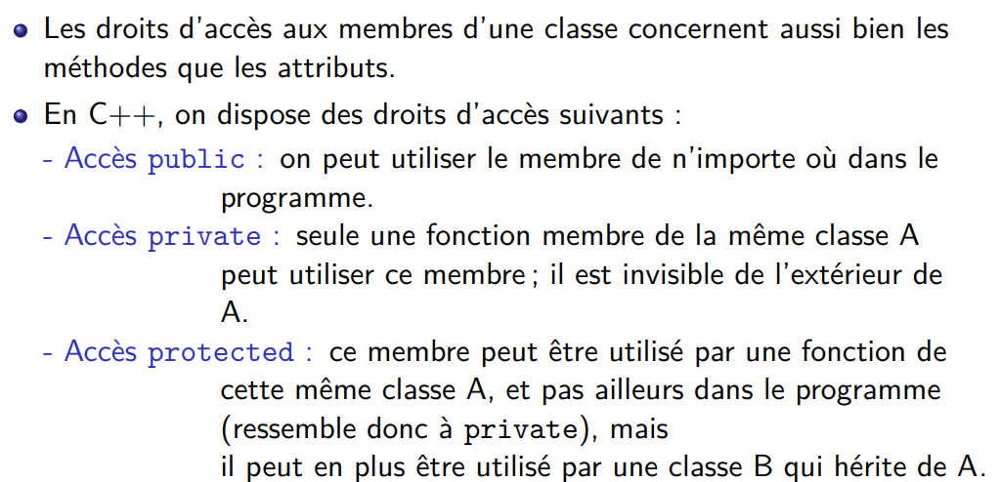 Les droits d'accès aux membres d'une classe concernent aussi bien les
méthodes que les attributs.
En C++, on dispose des droits d'accès suivants :
- Accès public : on peut utiliser le membre de n'importe où dans le
programme.
- Accès private : seule une fonction membre de la même classe A
peut utiliser ce membre ; il est invisible de l'extérieur de
A.
- Accès protected : ce membre peut être utilisé par une fonction de
cette même classe A, et pas ailleurs dans le programme
(ressemble donc à private), mais
il peut en plus être utilisé par une classe B qui hérite de A.